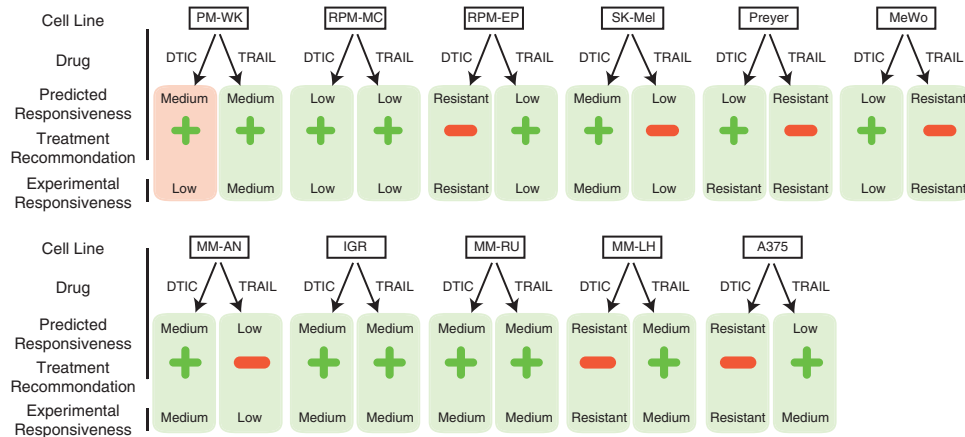 Cell Line PM-WK RPM-MC RPM-EP SK-Mel Preyer MeWo
Drug DTIC TRAIL DTIC TRAIL DTIC TRAIL DTIC TRAIL DTIC TRAIL DTIC TRAIL
Predicted Responsiveness Medium Medium Low Low Resistant Low Medium Low Low Resistant Low Resistant
Treatment Recommondation
Experimental Responsiveness Low Medium Low Low Resistant Low Medium Low Resistant Resistant Low Resistant
Cell Line MM-AN IGR MM-RU MM-LH A375
Drug DTIC TRAIL DTIC TRAIL DTIC TRAIL DTIC TRAIL DTIC TRAIL
Predicted Responsiveness Medium Low Medium Medium Medium Medium Resistant Medium Resistant Low
Treatment Recommondation
Experimental Responsiveness Medium Low Medium Medium Medium Medium Resistant Medium Resistant Medium